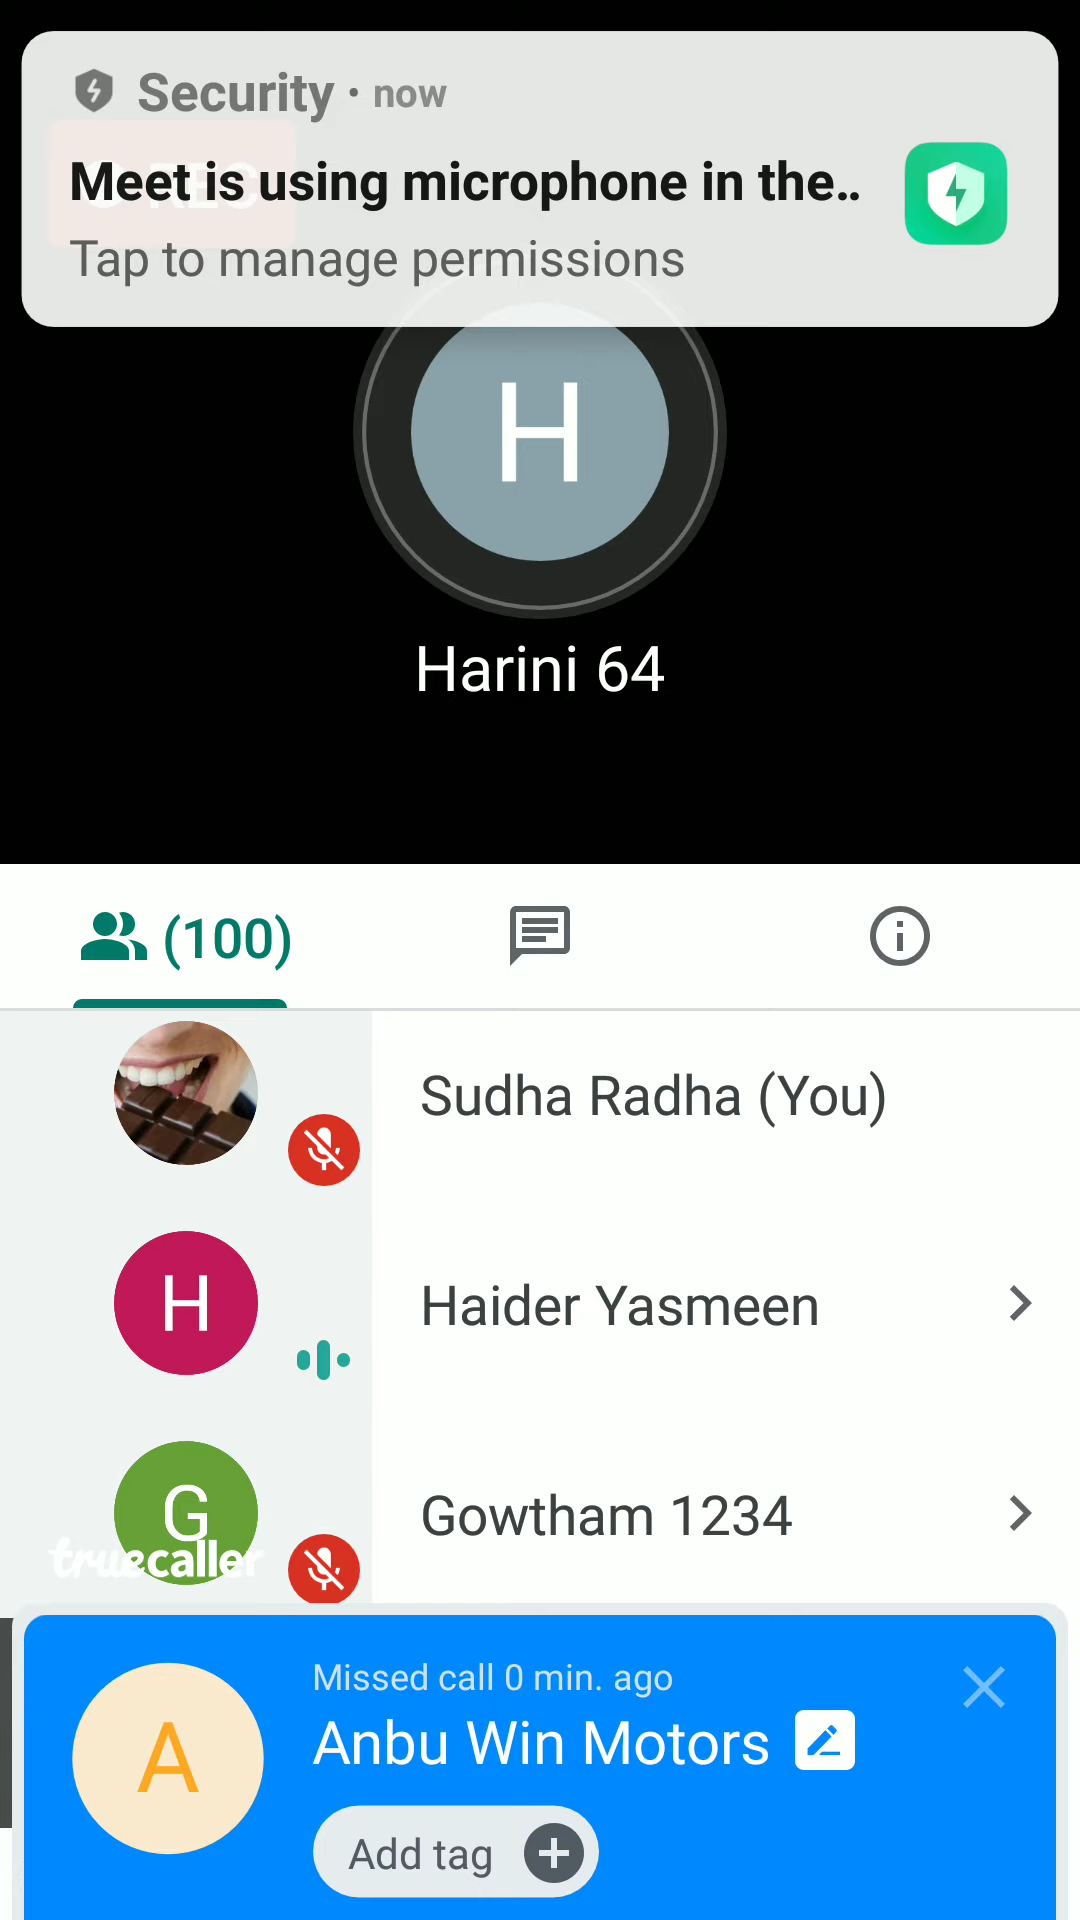 Security • now
Meet is using microphone in the..
REC
Tap to manage permissions
H
Harini 64
(100)
Sudha Radha (You)
H
Haider Yasmeen
G
Gowtham 1234
truecaller
Missed call 0 min. ago
A
Anbu Win Motors
Add tag